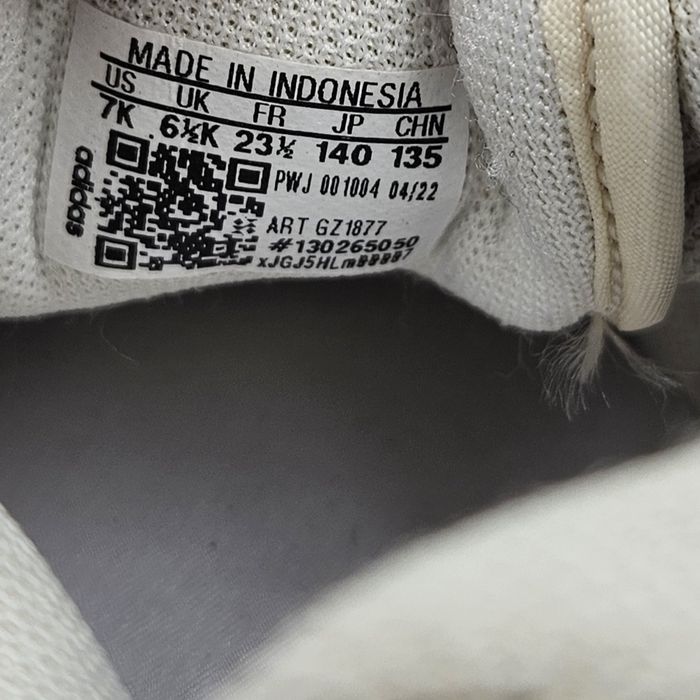 MADE IN INDONESIA
US UK FR JP CHN
7K 6½K 23½ 140 135
adidas
PWJ 001004 04/22
ART GZ1877
#130265050